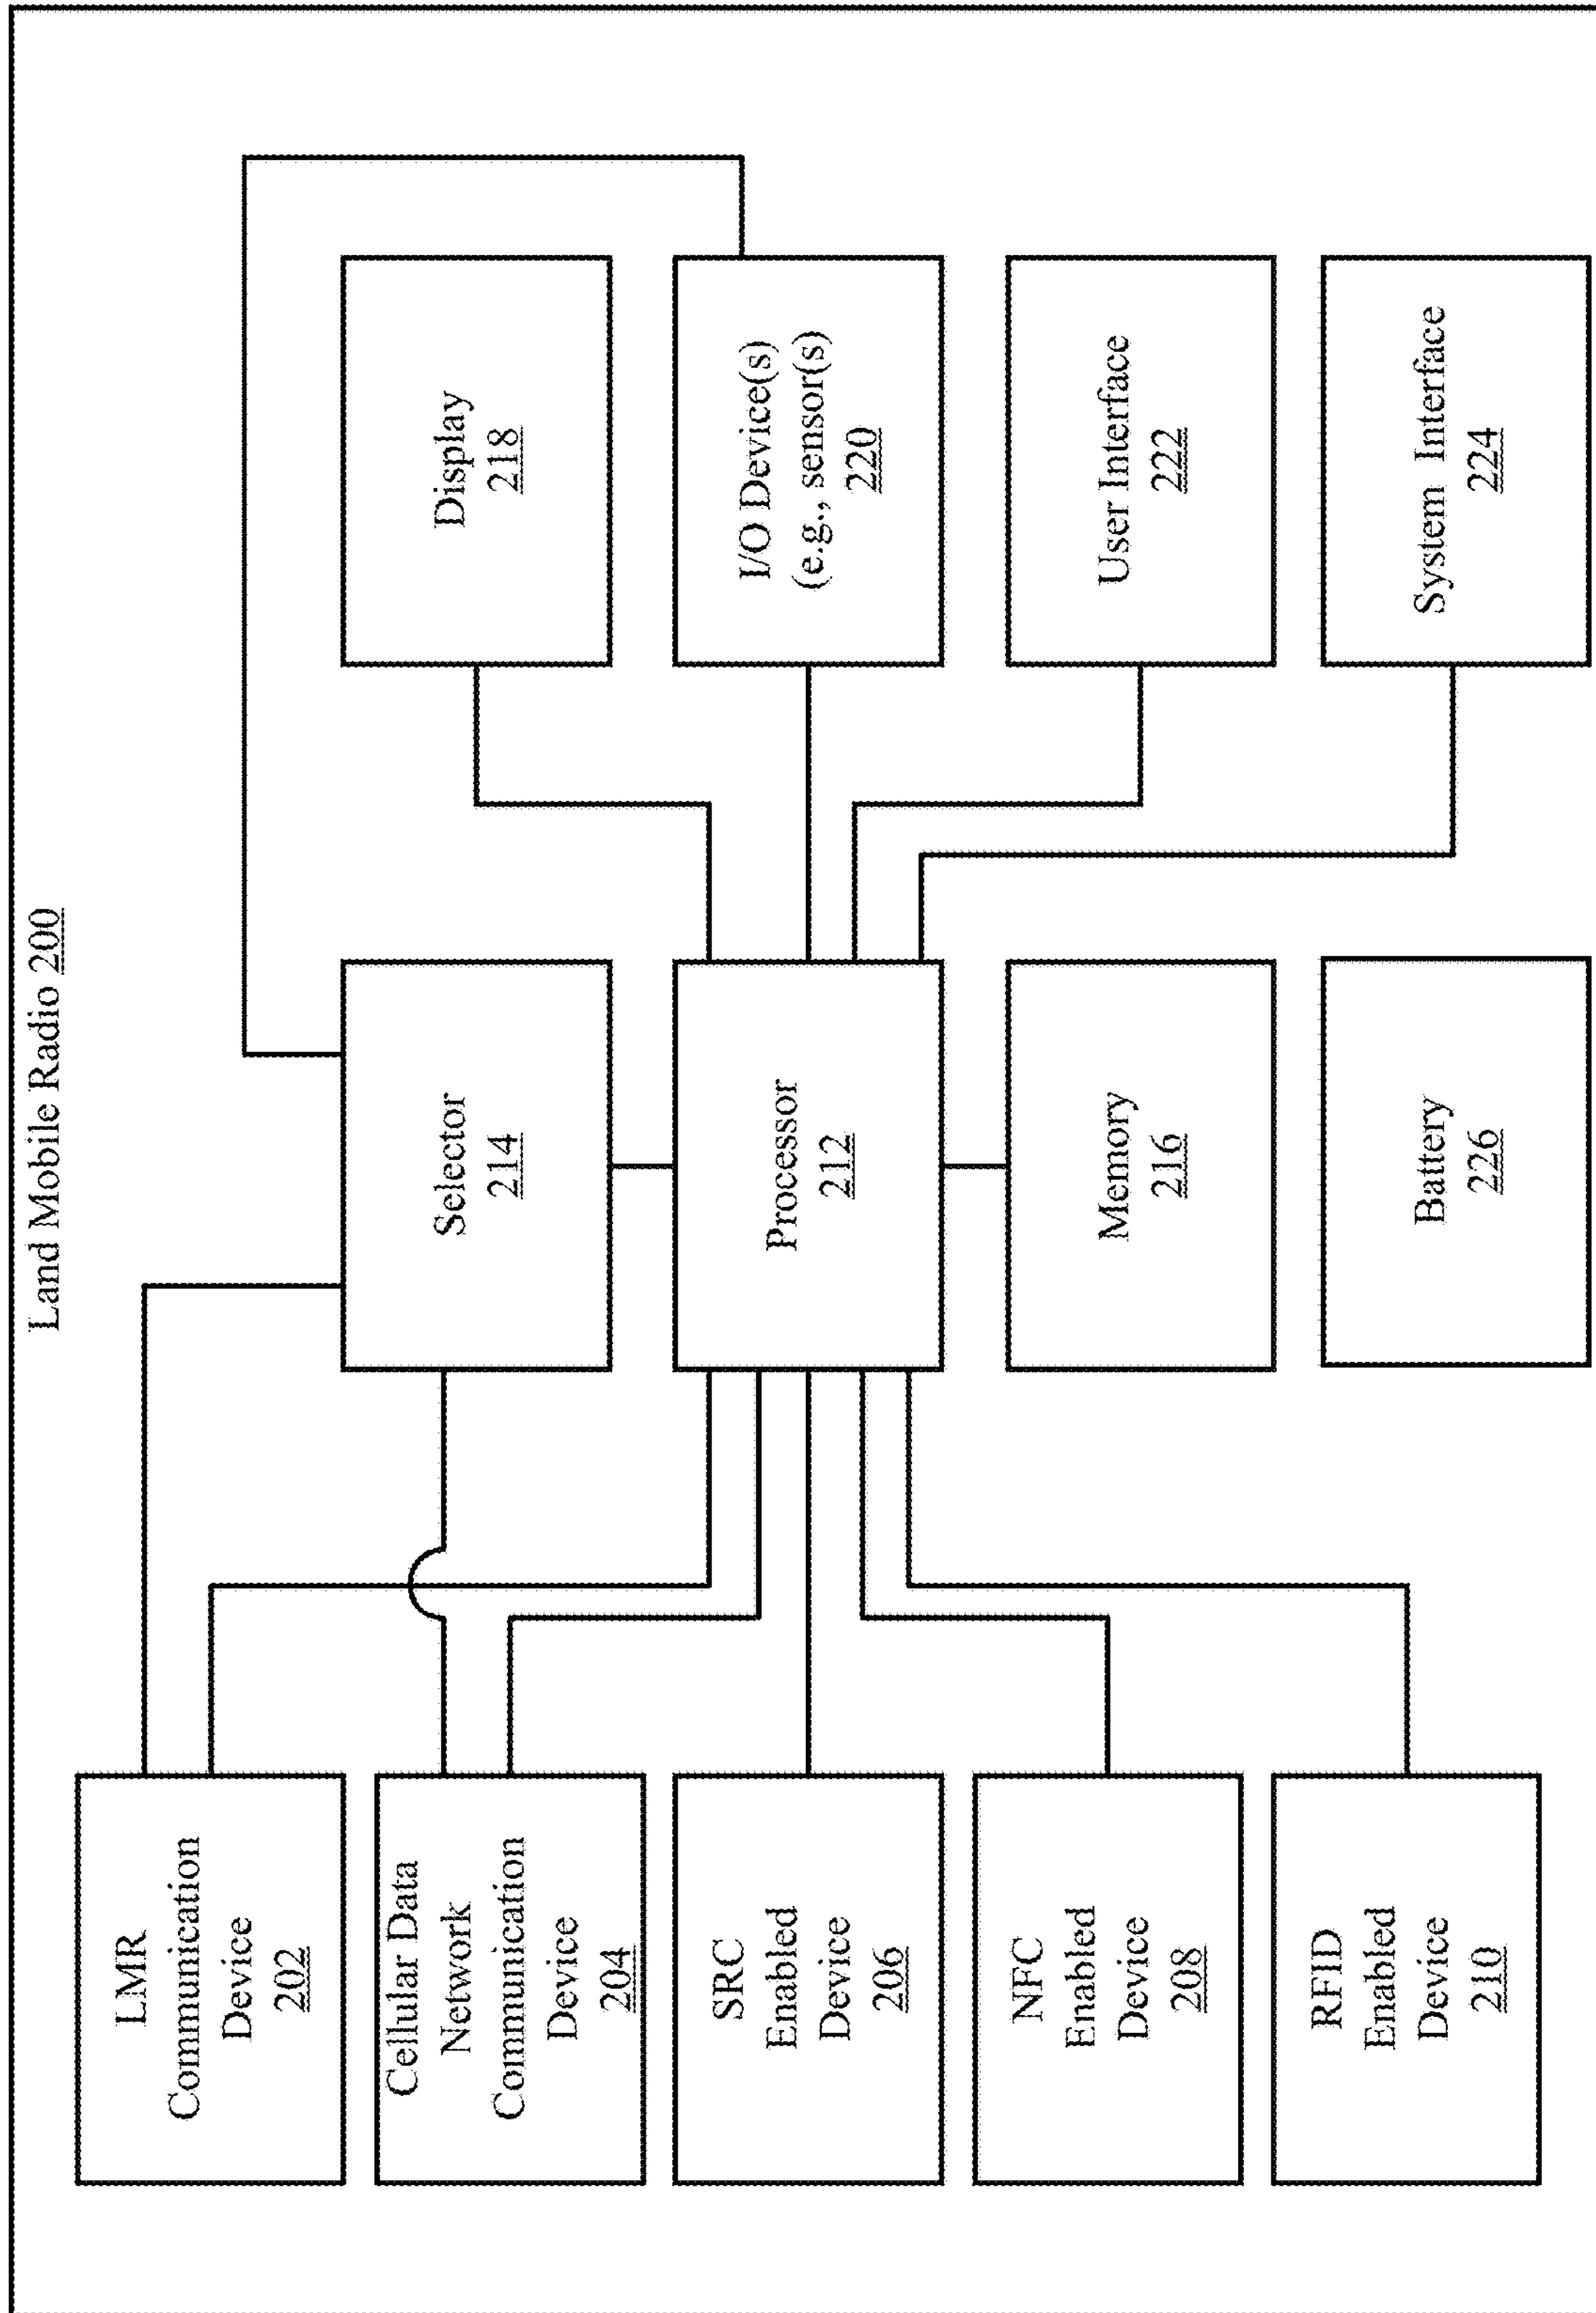 Land Mobile Radio 200
LMR
Communication
Device
202
Cellular Data
Network
Communication
Device
204
SRC
Enabled
Device
206
NFC
Enabled
Device
208
RFID
Enabled
Device
210
Selector
214
Processor
212
Memory
216
Battery
226
Display
218
I/O Device(s)
(e.g., sensor(s)
220
User Interface
222
System Interface
224